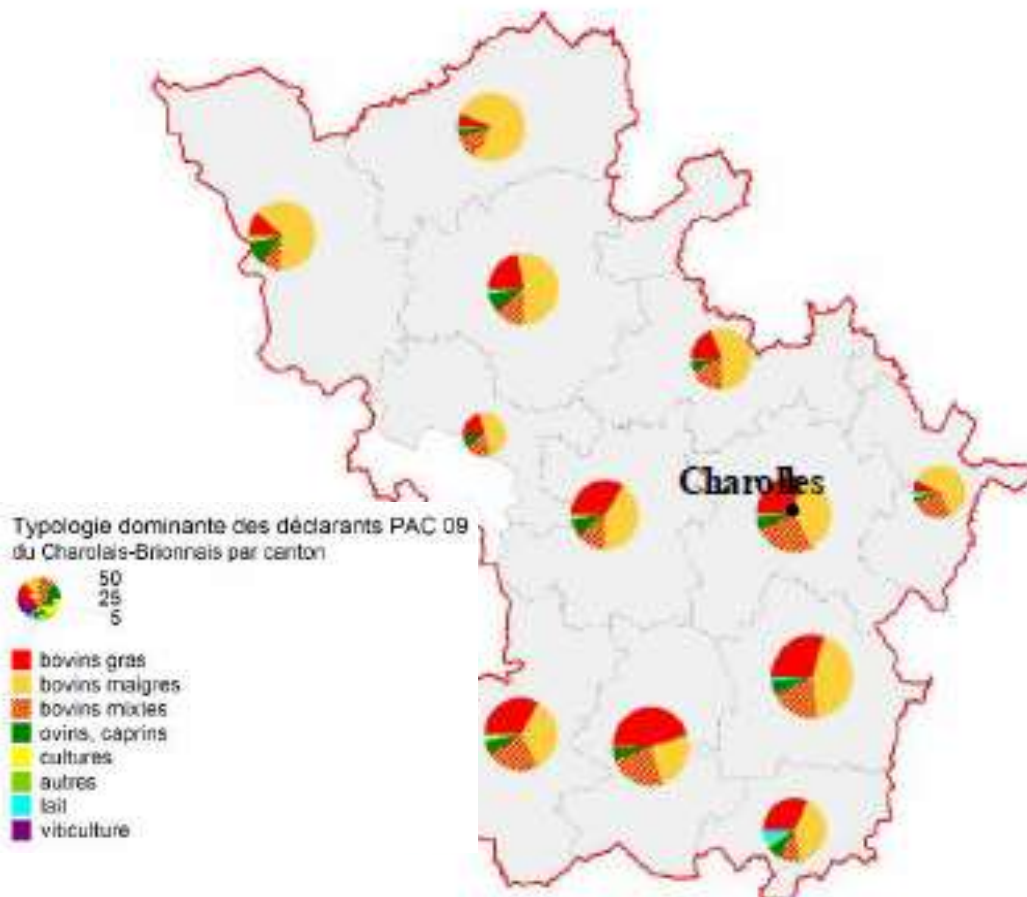 Charolles
Typologie dominante des déclarants PAC 09
du Charolais-Brionnais par canton
50
25
5
bovins gras
bovins maigres
bovins mixtes
ovins, caprins
cultures
autres
lait
viticulture